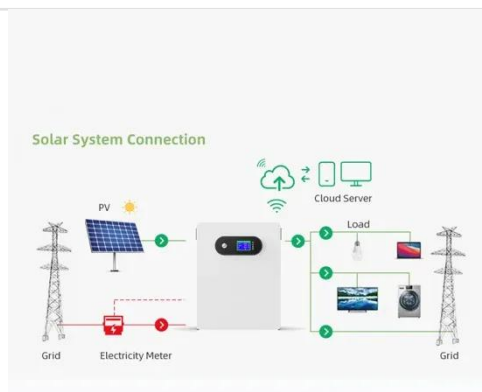 Solar System Connection
Cloud Server
PV
Load
Grid
Electricity Meter
Grid